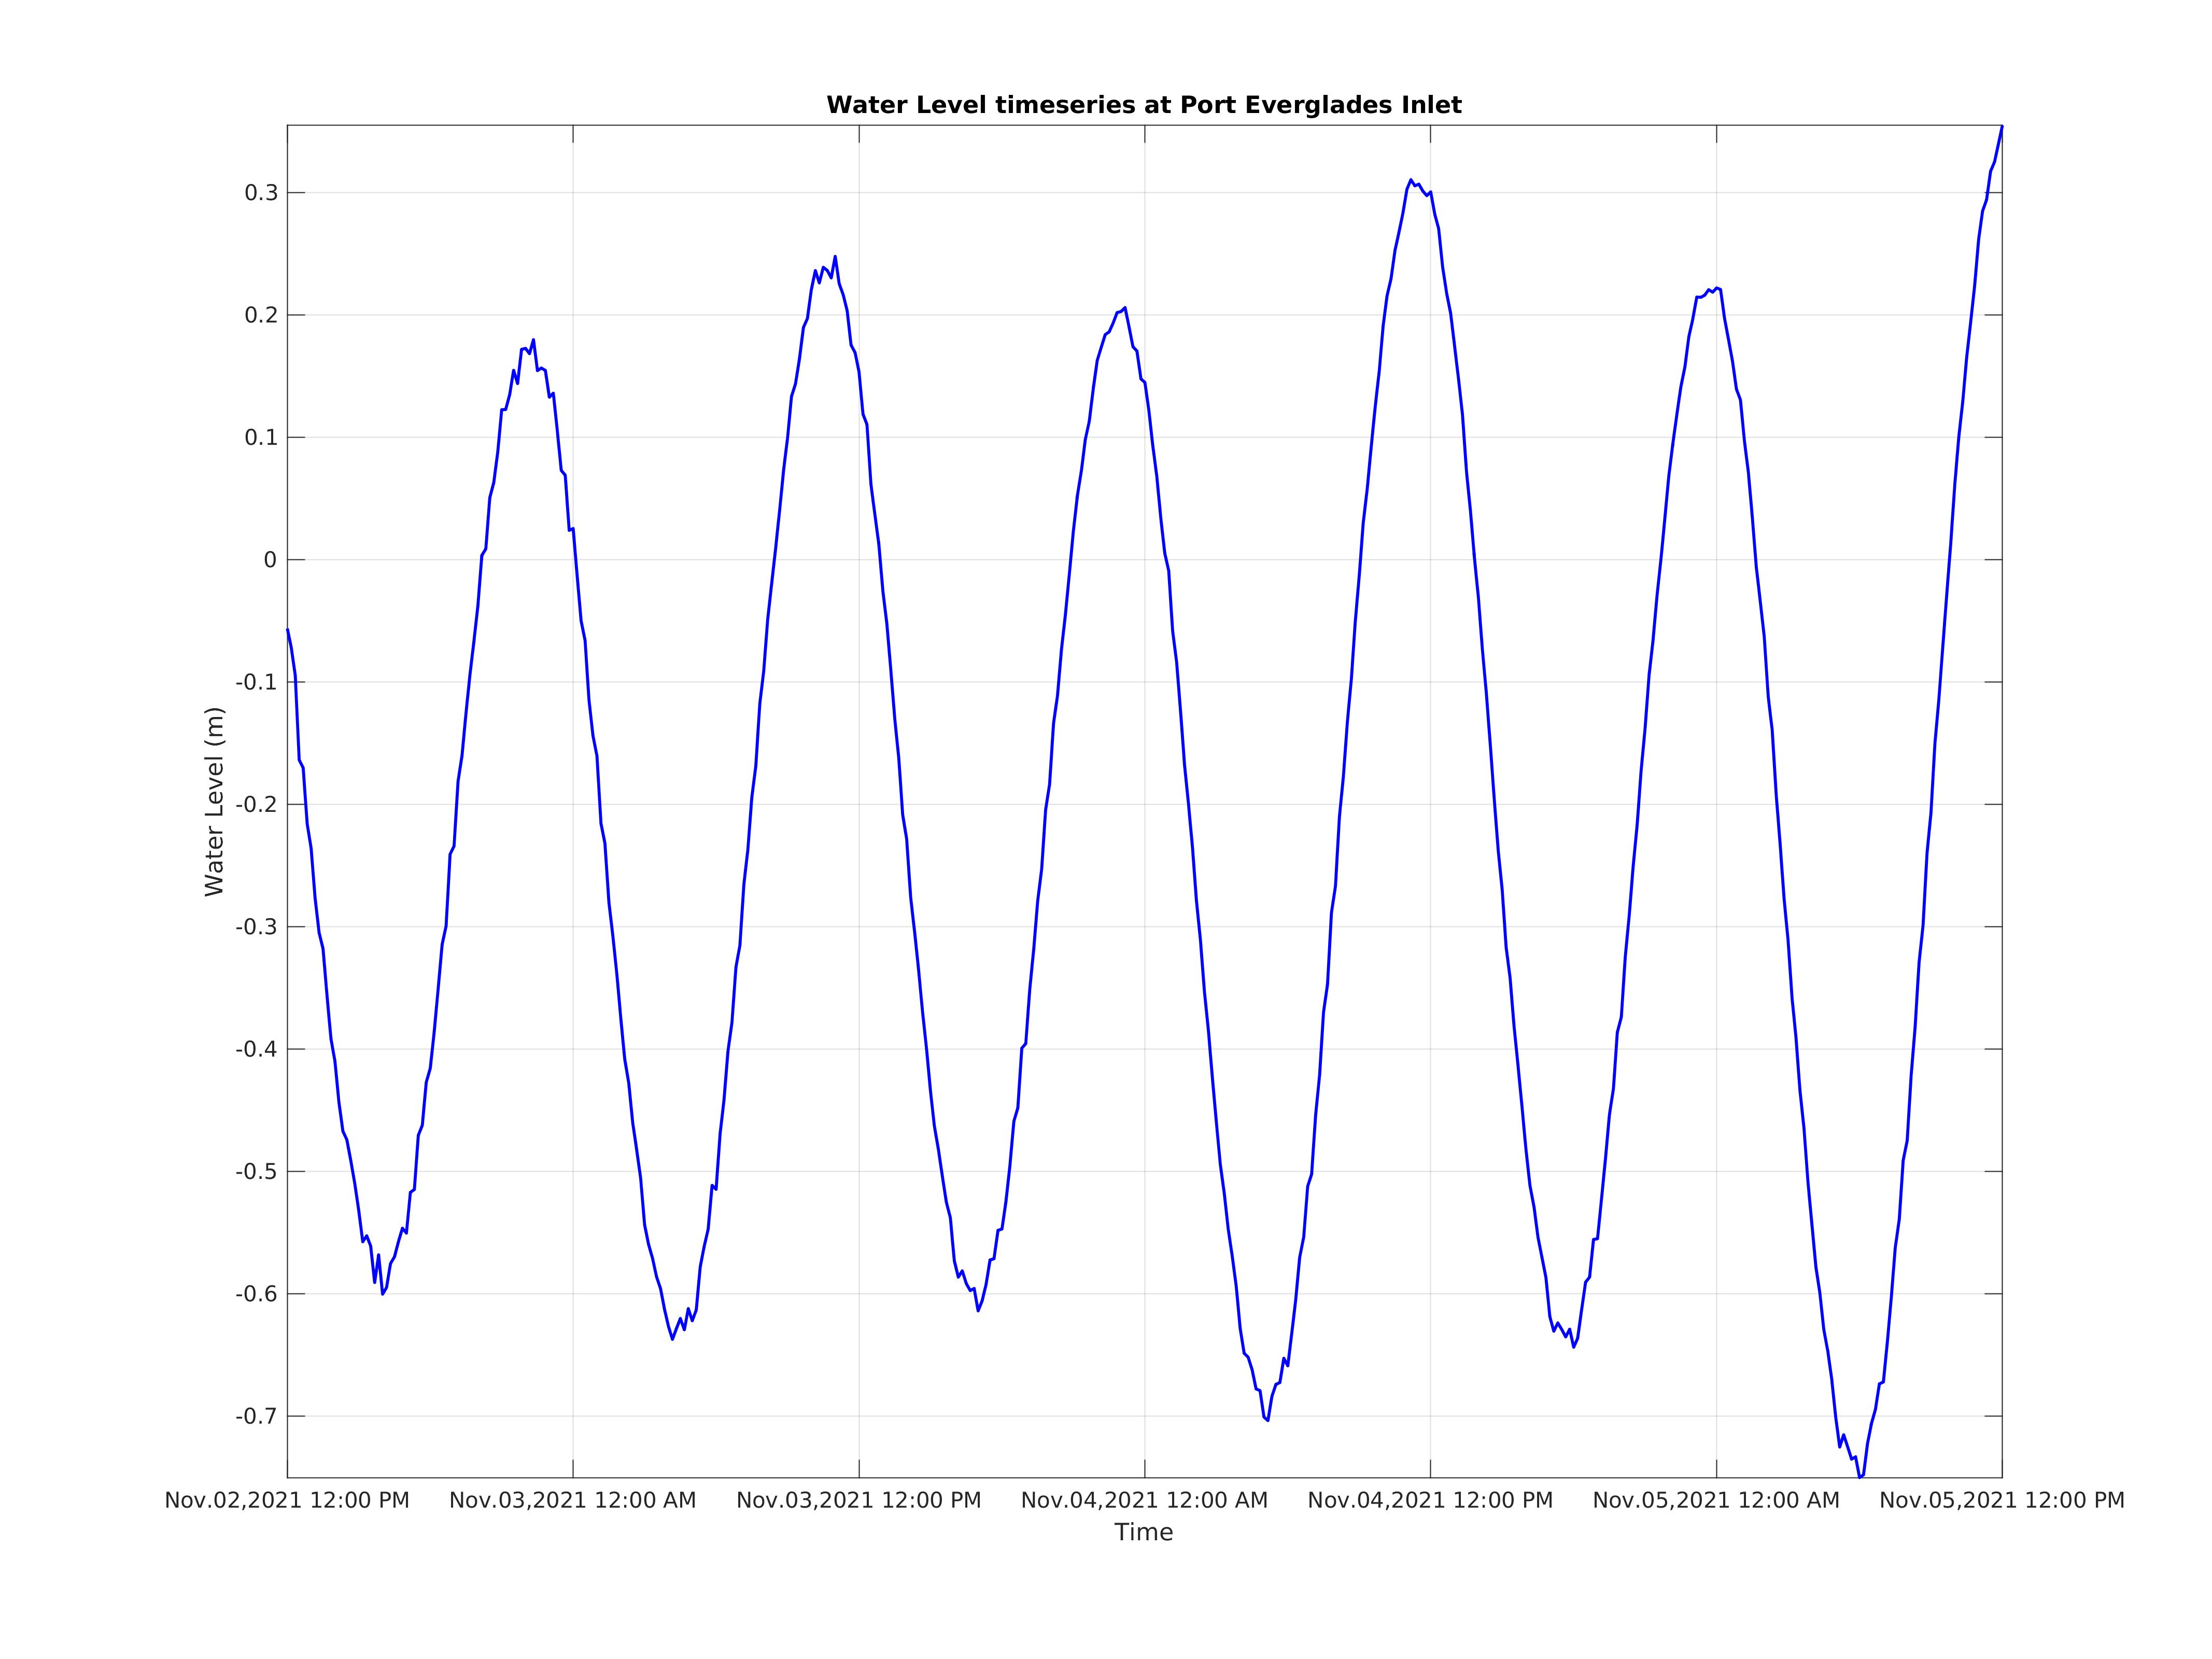 Water Level timeseries at Port Everglades Inlet
0.3
0.2
0.1
0
-0.1
-0.2
-0.3
-0.4
-0.5
-0.6
-0.7
Water Level (m)
Nov.02,2021 12:00 PM Nov.03,2021 12:00 AM Nov.03,2021 12:00 PM Nov.04,2021 12:00 AM Nov.04,2021 12:00 PM Nov.05,2021 12:00 AM Nov.05,2021 12:00 PM
Time